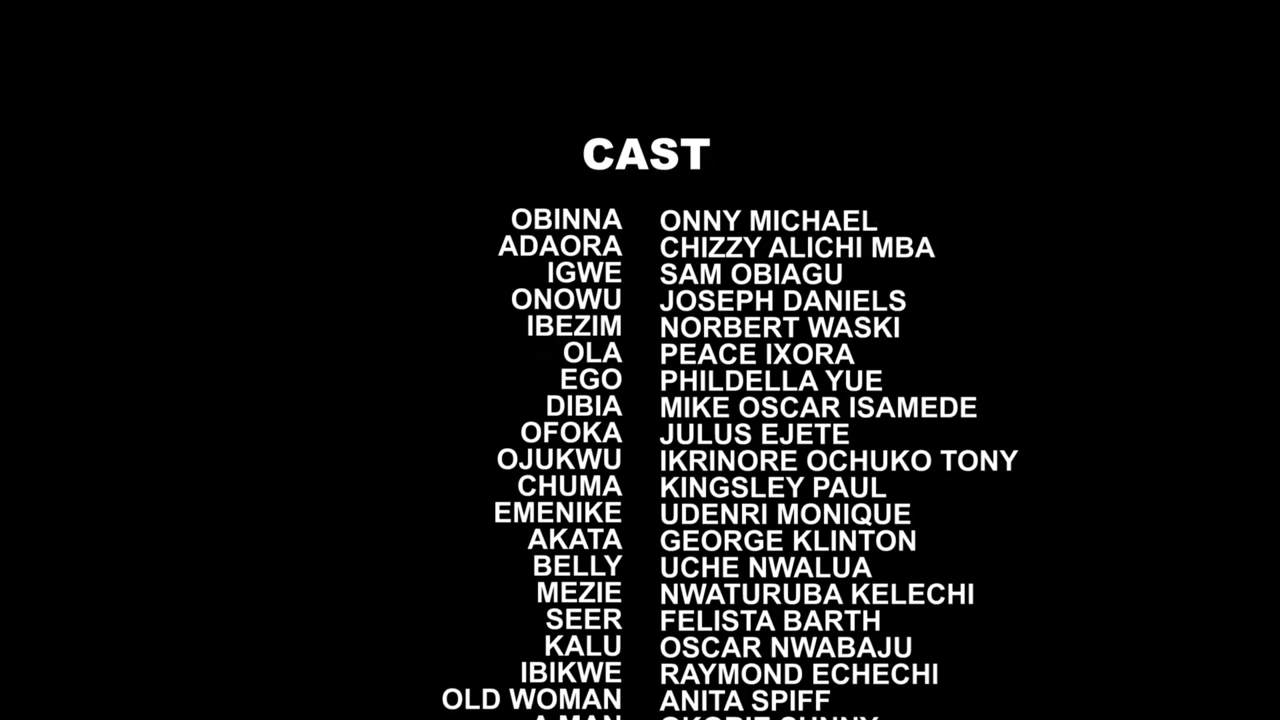 CAST
OBINNA ONNY MICHAEL
ADAORA CHIZZY ALICHI MBA
IGWE SAM OBIAGU
ONOWU JOSEPH DANIELS
IBEZIM NORBERT WASKI
OLA PEACE IXORA
EGO PHILDELLA YUE
DIBIA MIKE OSCAR ISAMEDE
OFOKA JULUS EJETE
OJUKWU IKRINORE OCHUKO TONY
CHUMA KINGSLEY PAUL
EMENIKE UDENRI MONIQUE
AKATA GEORGE KLINTON
BELLY UCHE NWALUA
MEZIE NWATURUBA KELECHI
SEER FELISTA BARTH
KALU OSCAR NWABAJU
IBIKWE RAYMOND ECHECHI
OLD WOMAN ANITA SPIFF